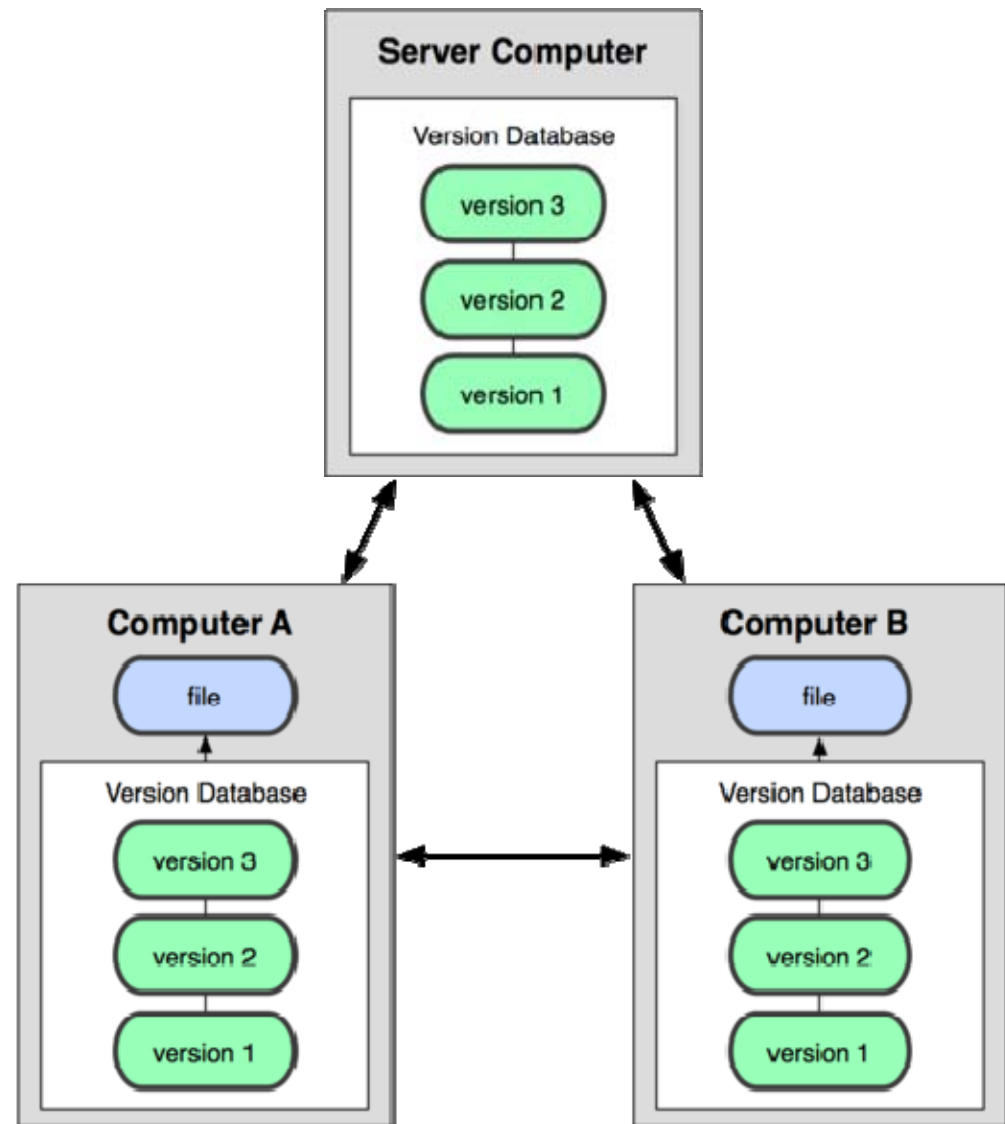 Server Computer
Version Database
version 3
version 2
version 1
Computer A
file
Version Database
version 3
version 2
version 1
Computer B
file
Version Database
version 3
version 2
version 1